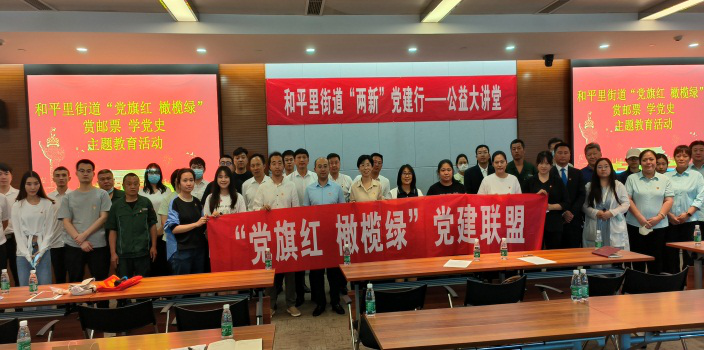 和平里街道“党旗红 橄榄绿”
赏邮票 学党史
主题教育活动
和平里街道“两新”党建行——公益大讲堂
和平里街道“党旗红 橄榄绿”
赏邮票 学党史
主题教育活动
“党旗红 橄榄绿”党建联盟